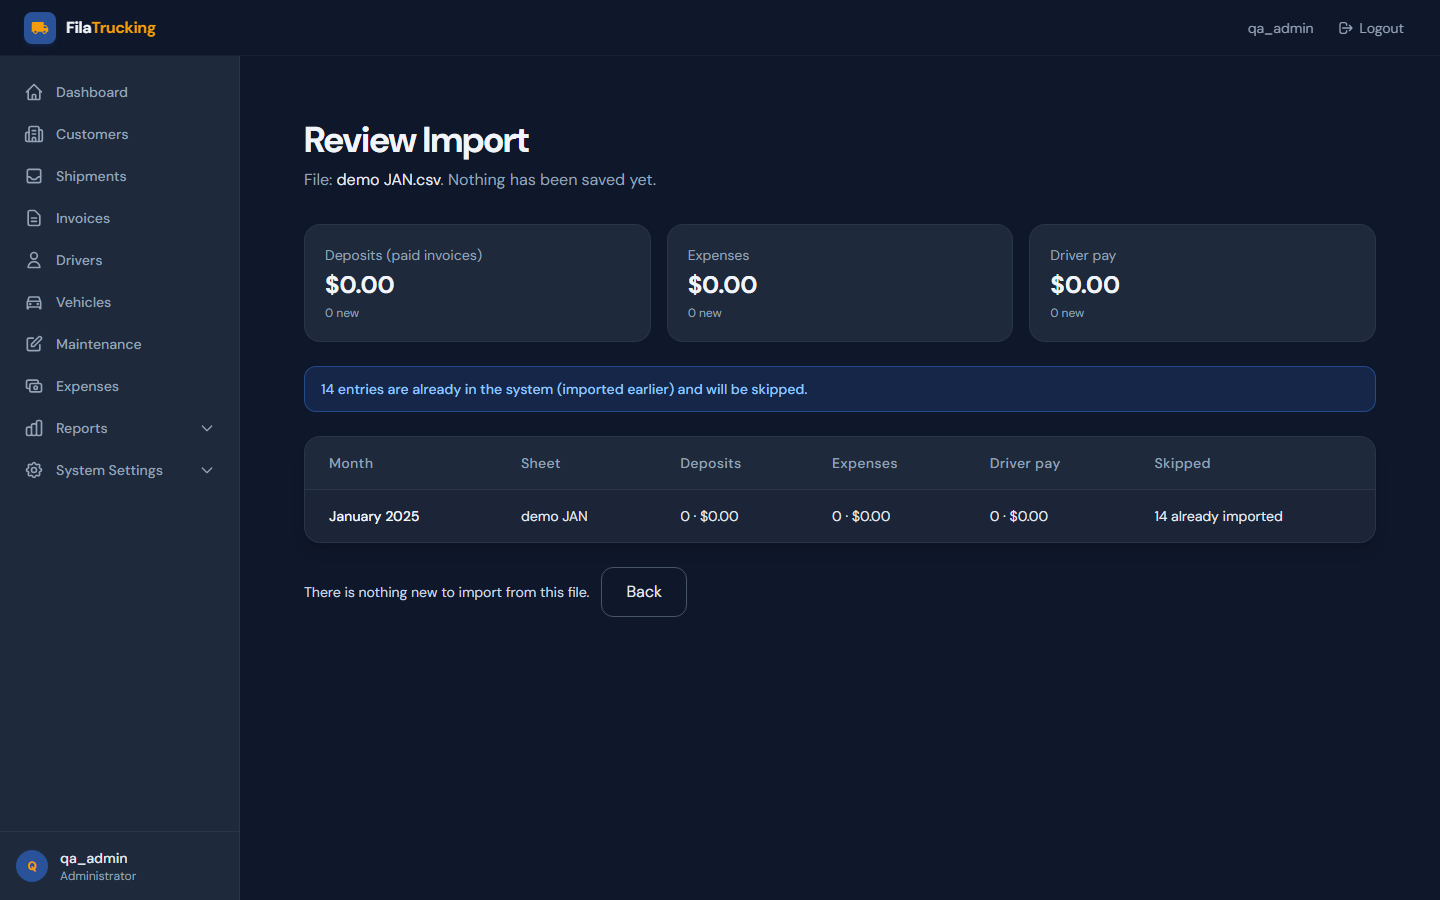 FilaTrucking
qa_admin
Logout
Dashboard
Customers
Shipments
Invoices
Drivers
Vehicles
Maintenance
Expenses
Reports
System Settings
Q
qa_admin
Administrator
Review Import
File: demo JAN.csv. Nothing has been saved yet.
Deposits (paid invoices)
$0.00
0 new
Expenses
$0.00
0 new
Driver pay
$0.00
0 new
14 entries are already in the system (imported earlier) and will be skipped.
Month Sheet Deposits Expenses Driver pay Skipped
January 2025 demo JAN 0 · $0.00 0 · $0.00 0 · $0.00 14 already imported
There is nothing new to import from this file.
Back